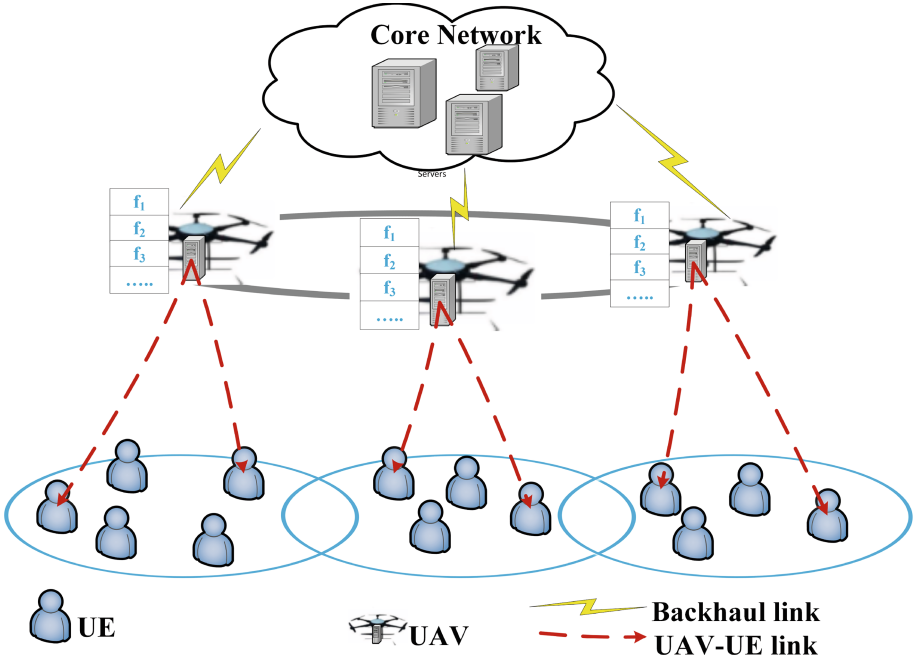 Core Network
Servers
f₁
f₂
f₃
.....
f₁
f₂
f₃
.....
f₁
f₂
f₃
.....
UE
UAV
Backhaul link
UAV-UE link